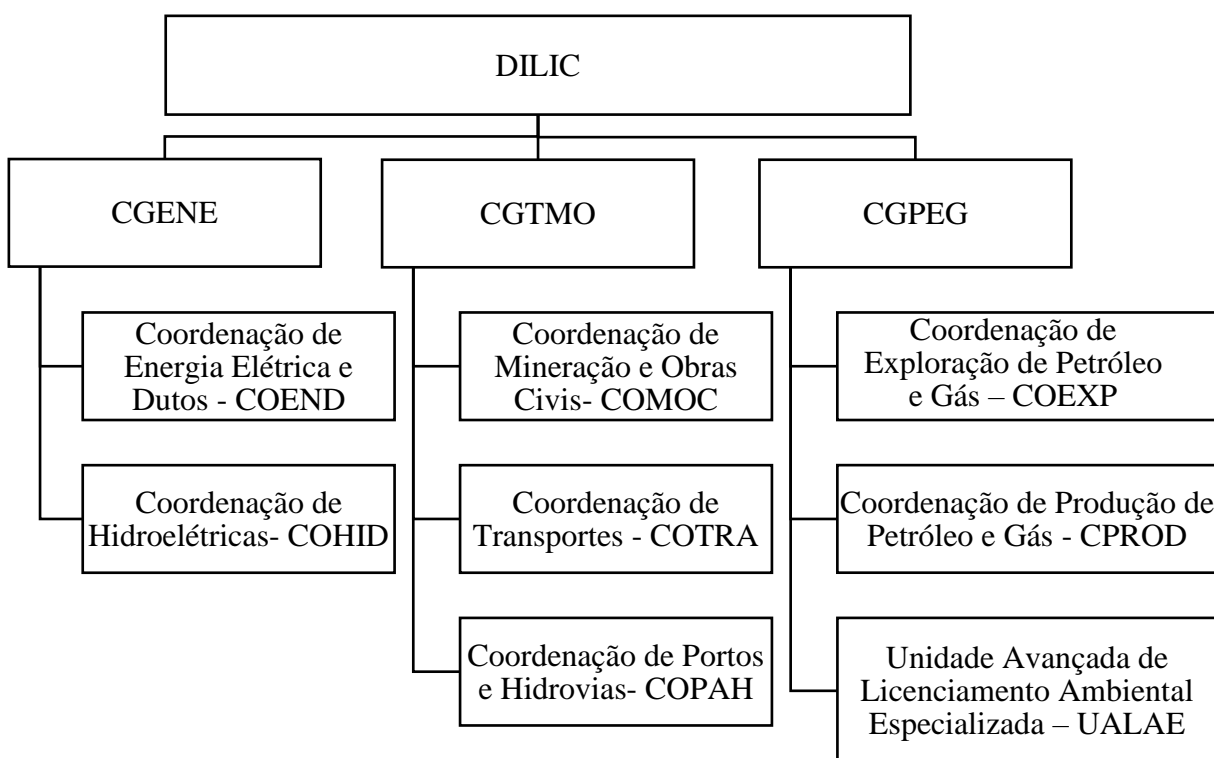 DILIC
CGENE
CGTMO
CGPEG
Coordenação de
Energia Elétrica e
Dutos - COEND
Coordenação de
Hidroelétricas- COHID
Coordenação de
Mineração e Obras
Civis- COMOC
Coordenação de
Transportes - COTRA
Coordenação de Portos
e Hidrovias- COPAH
Coordenação de
Exploração de Petróleo
e Gás – COEXP
Coordenação de Produção de
Petróleo e Gás - CPROD
Unidade Avançada de
Licenciamento Ambiental
Especializada – UALAE